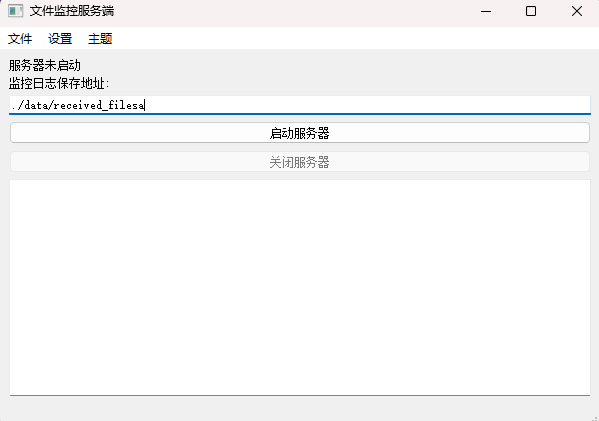 文件监控服务端
文件 设置 主题
服务器未启动
监控日志保存地址:
./data/received_filesa
启动服务器
关闭服务器